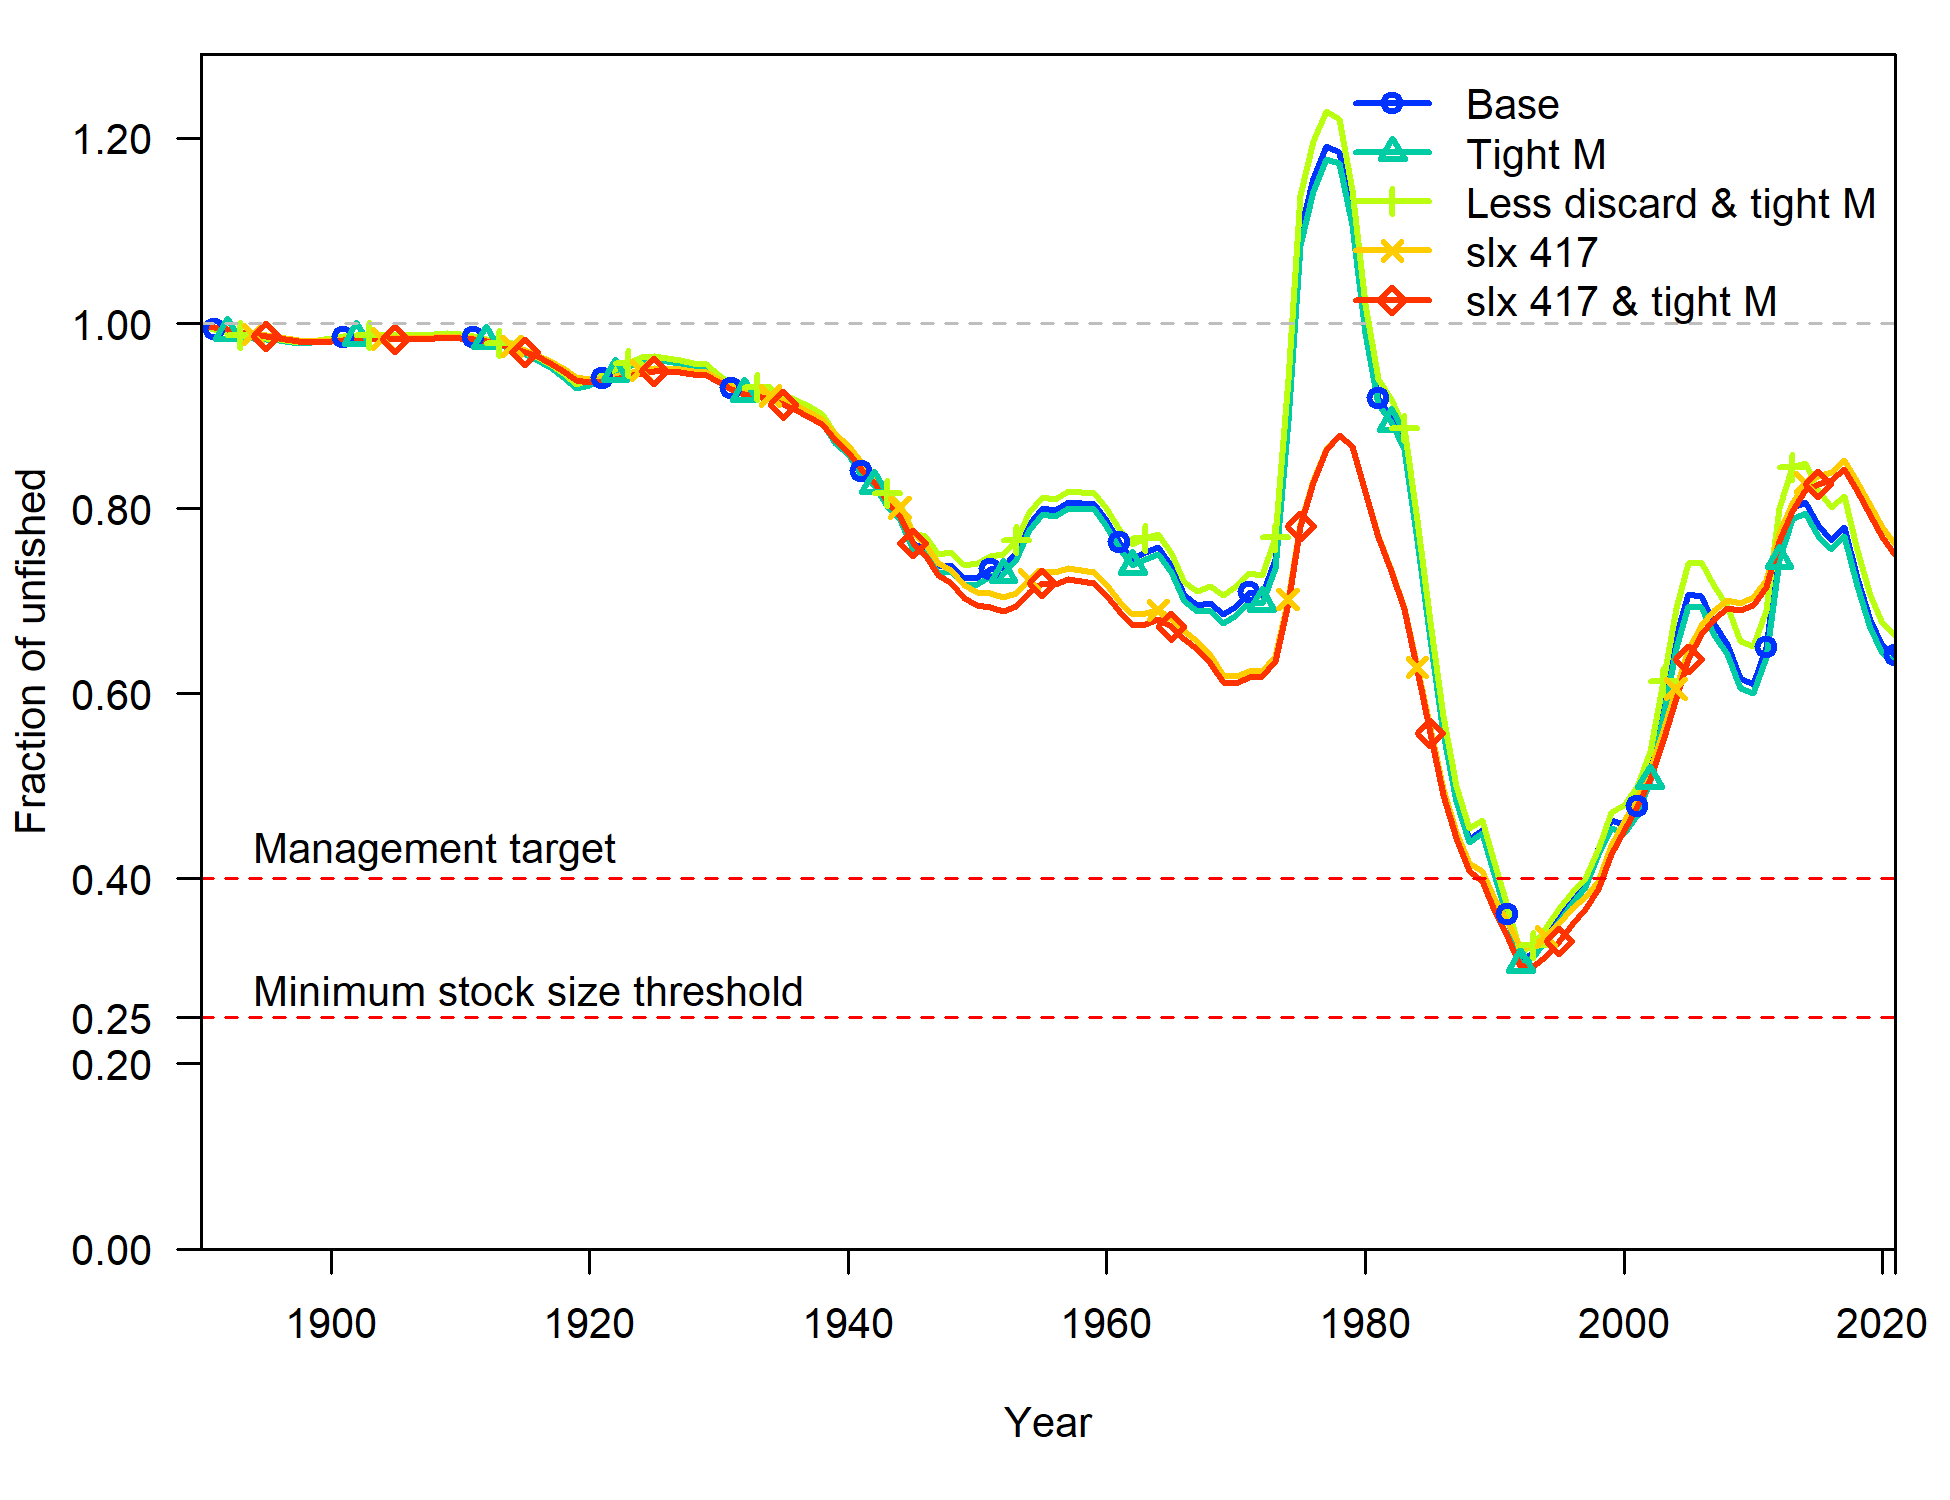 Base
Tight M
Less discard & tight M
slx 417
slx 417 & tight M
1.20
1.00
0.80
0.60
0.40
0.25
0.20
0.00
Fraction of unfished
Management target
Minimum stock size threshold
1900 1920 1940 1960 1980 2000 2020
Year